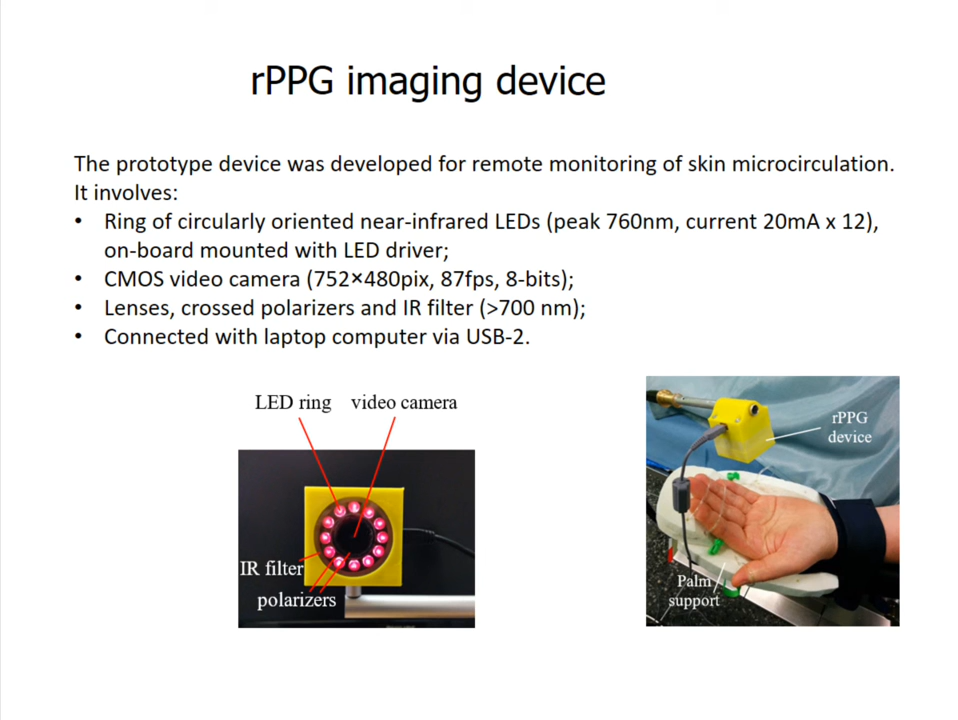 rPPG imaging device
The prototype device was developed for remote monitoring of skin microcirculation.
It involves:
• Ring of circularly oriented near-infrared LEDs (peak 760nm, current 20mA x 12),
on-board mounted with LED driver;
• CMOS video camera (752×480pix, 87fps, 8-bits);
• Lenses, crossed polarizers and IR filter (>700 nm);
• Connected with laptop computer via USB-2.
LED ring video camera
IR filter
polarizers
rPPG
device
Palm
support